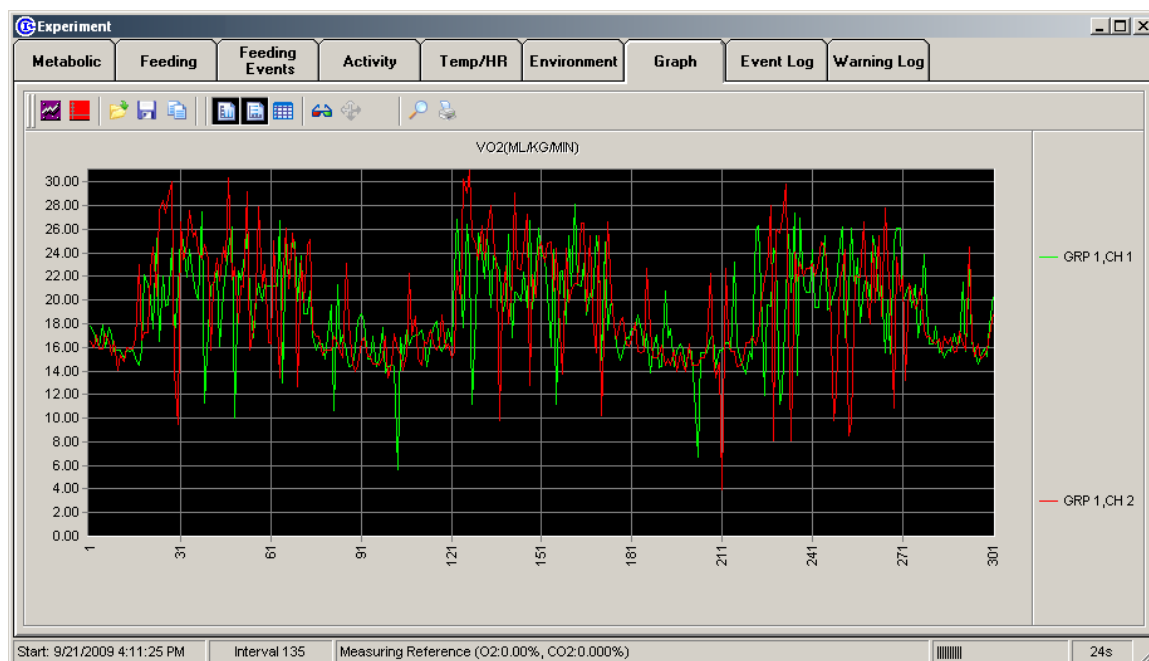 Experiment
Metabolic
Feeding
Feeding
Events
Activity
Temp/HR
Environment
Graph
Event Log
Warning Log
VO2(ML/KG/MIN)
30.00
28.00
26.00
24.00
22.00
20.00
18.00
16.00
14.00
12.00
10.00
8.00
6.00
4.00
2.00
0.00
1
31
61
91
121
151
181
211
241
271
301
GRP 1,CH 1
GRP 1,CH 2
Start: 9/21/2009 4:11:25 PM
Interval 135
Measuring Reference (O2:0.00%, CO2:0.000%)
24s